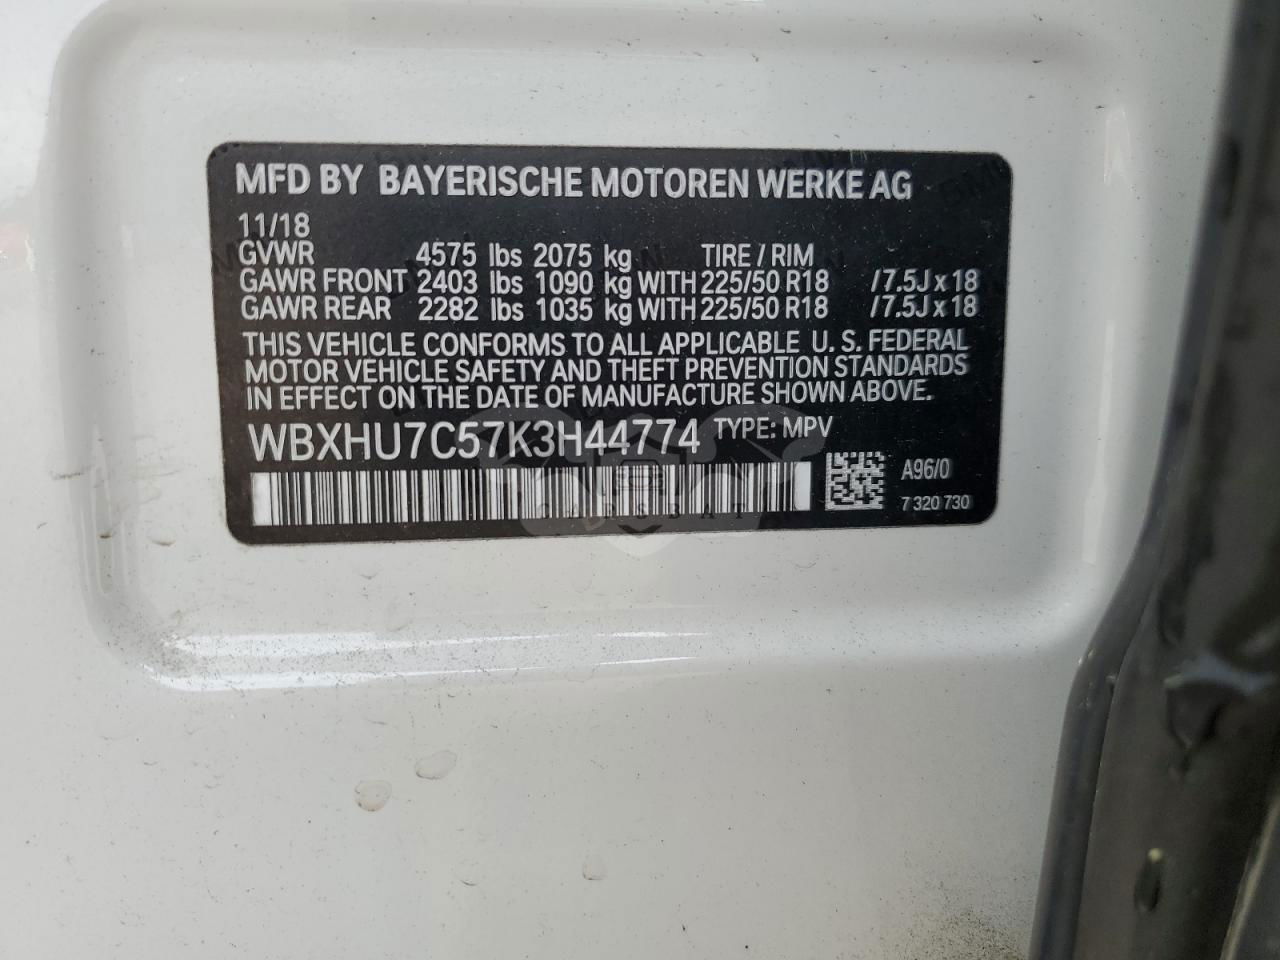 MFD BY BAYERISCHE MOTOREN WERKE AG
11/18
GVWR 4575 lbs 2075 kg TIRE / RIM
GAWR FRONT 2403 lbs 1090 kg WITH 225/50 R18 /7.5J x 18
GAWR REAR 2282 lbs 1035 kg WITH 225/50 R18 /7.5J x 18
THIS VEHICLE CONFORMS TO ALL APPLICABLE U. S. FEDERAL
MOTOR VEHICLE SAFETY AND THEFT PREVENTION STANDARDS
IN EFFECT ON THE DATE OF MANUFACTURE SHOWN ABOVE.
WBXHU7C57K3H44774 TYPE: MPV
A96/0
7 320 730